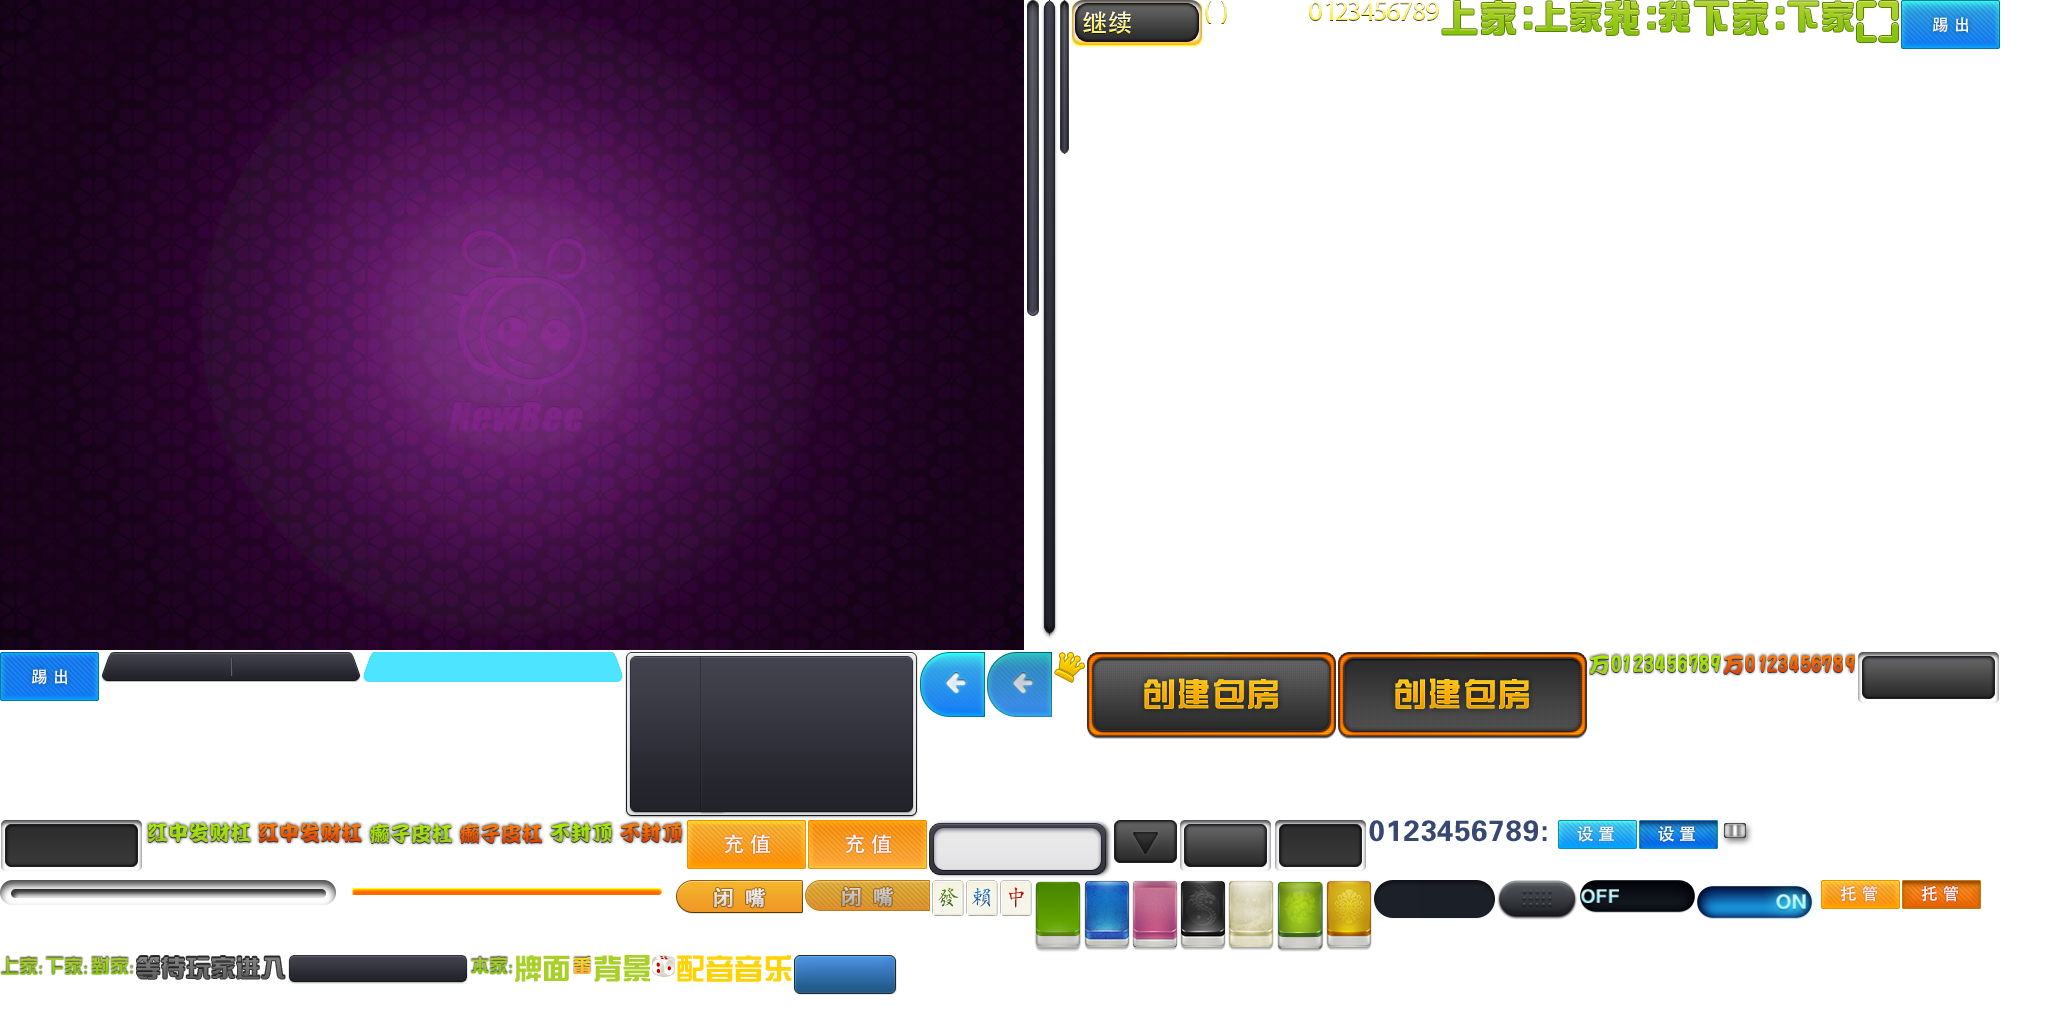 继续
()
0123456789
上家:上家我:我下家:下家
踢出
NewBee
踢出
创建包房
创建包房
万0123456789
万0123456789
红中发财杠
红中发财杠
癞子皮杠
癞子皮杠
不封顶
不封顶
充值
充值
0123456789:
设置
设置
闭嘴
闭嘴
發
賴
中
OFF
ON
托管
托管
上家:
下家:
等待玩家进入
本家:
牌面
背景
配音音乐